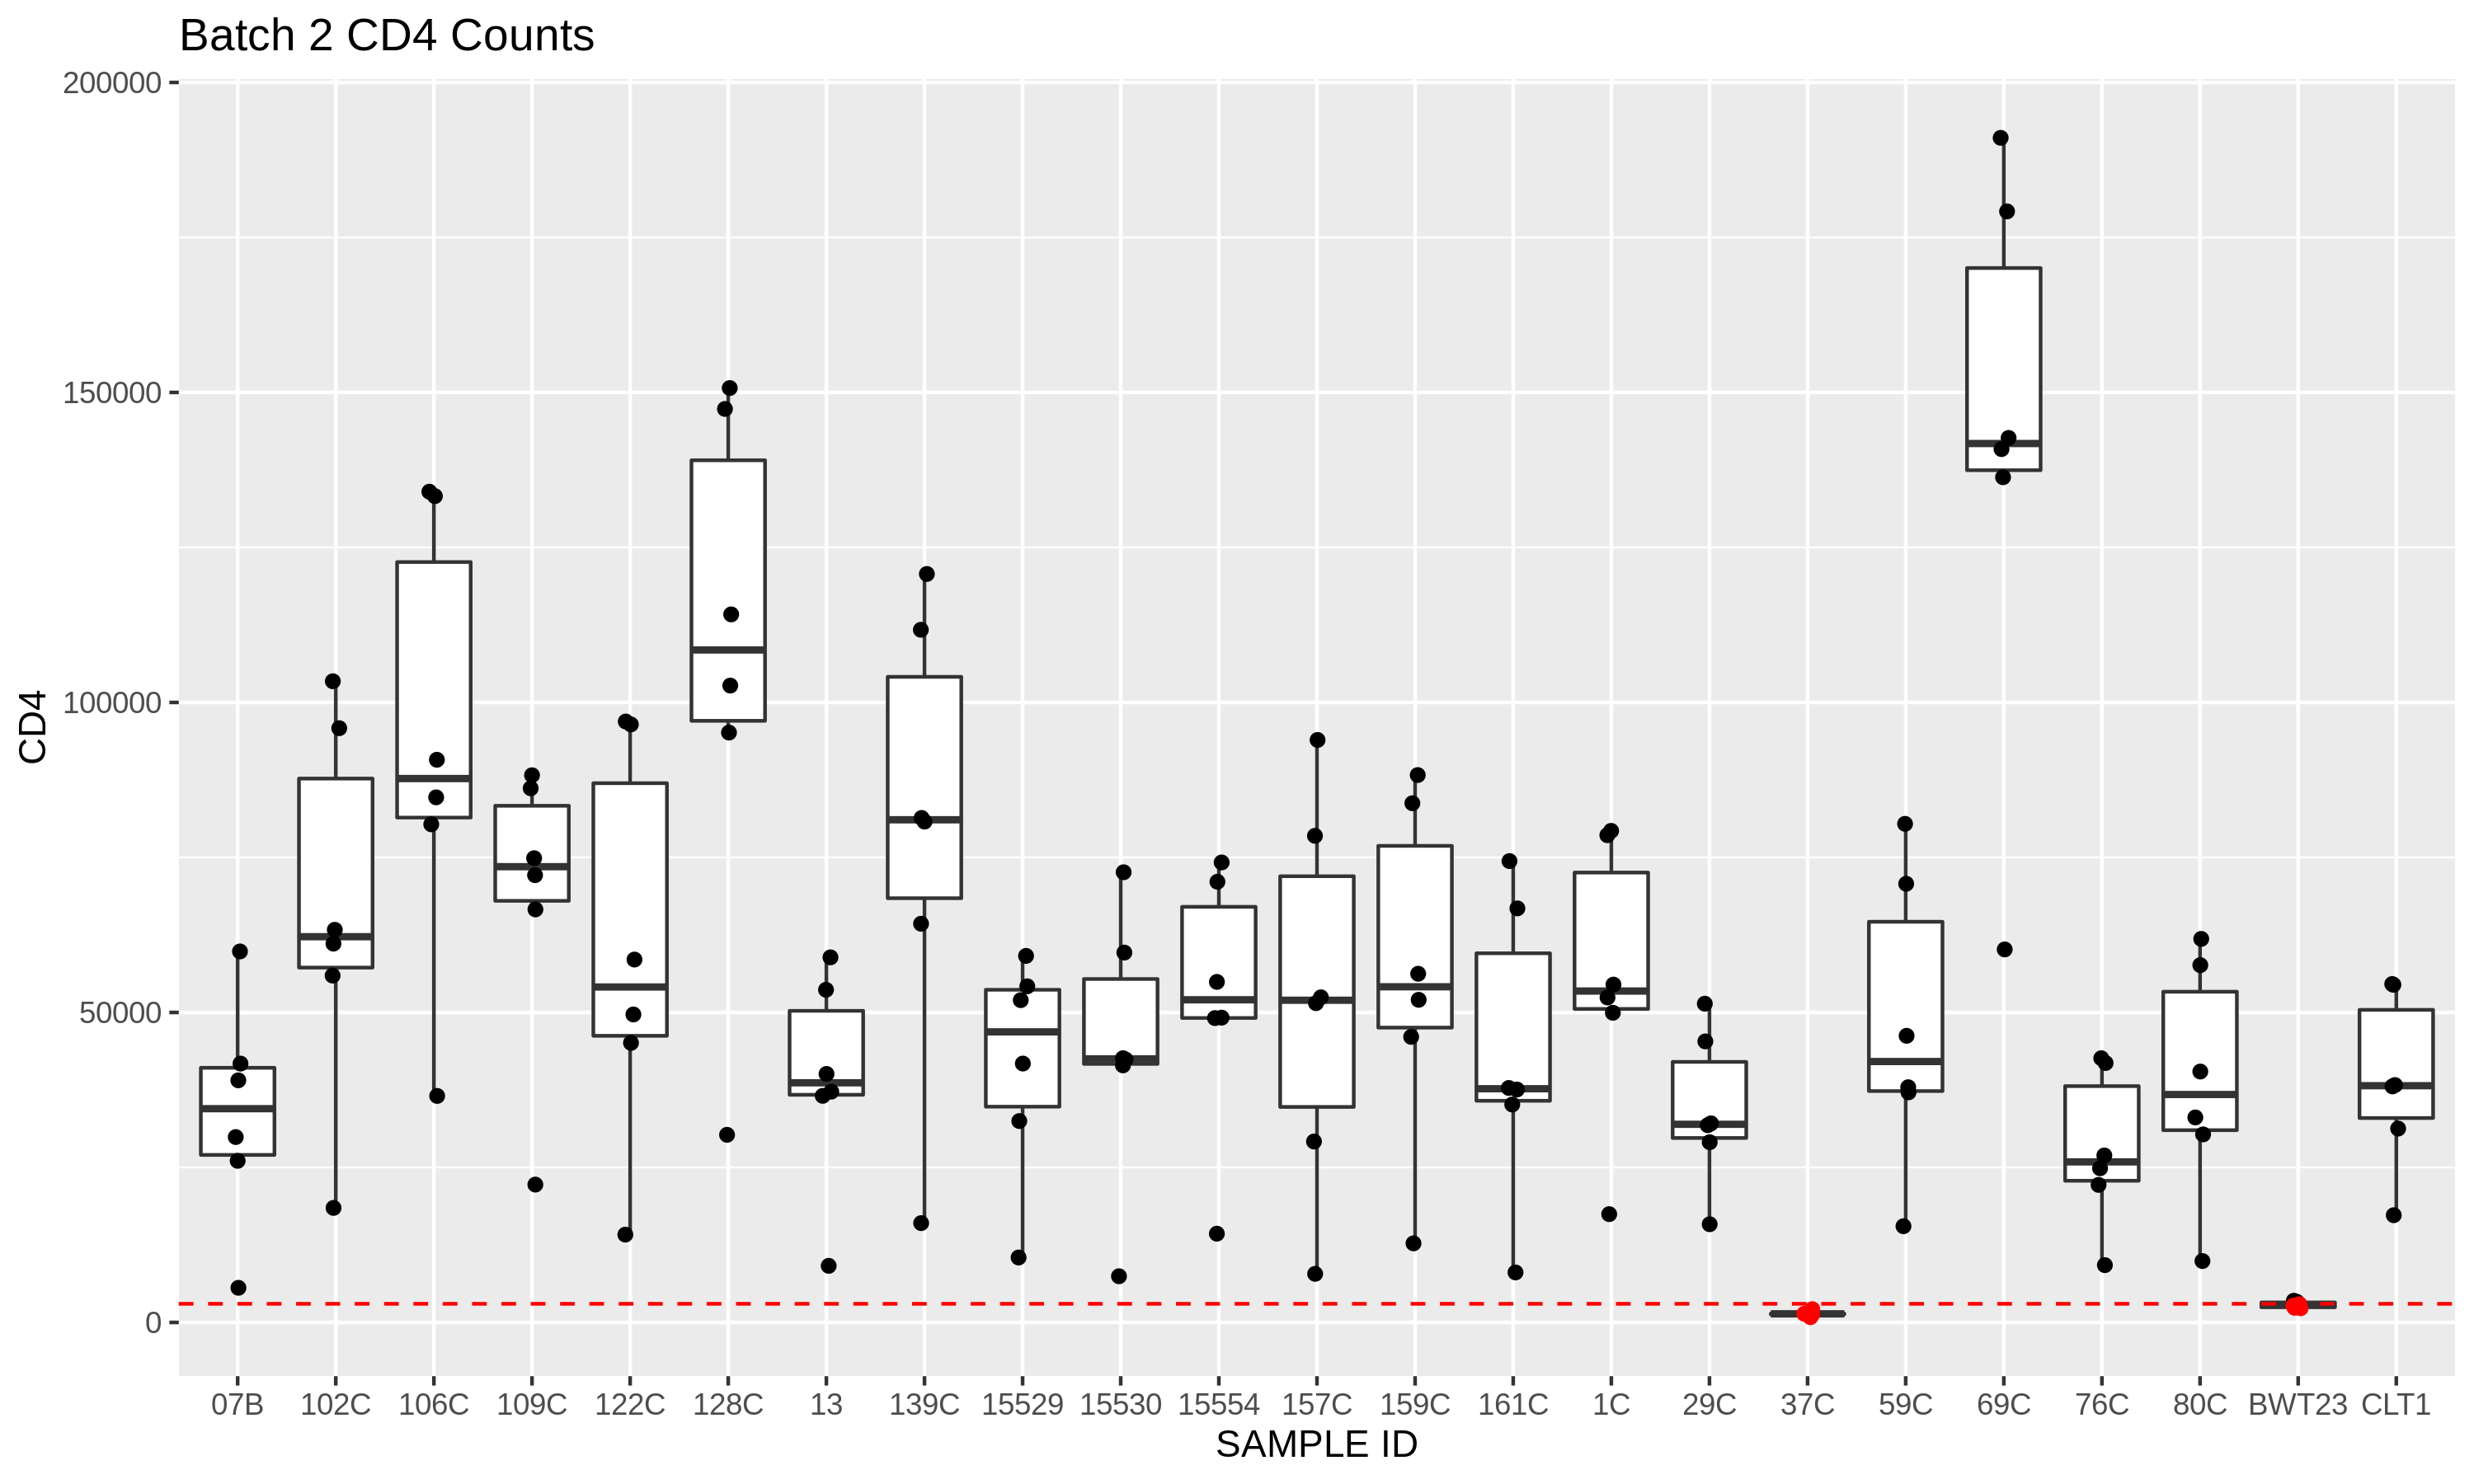 Batch 2 CD4 Counts
200000
150000
100000
50000
0
CD4
07B 102C 106C 109C 122C 128C 13 139C 15529 15530 15554 157C 159C 161C 1C 29C 37C 59C 69C 76C 80C BWT23 CLT1
SAMPLE ID